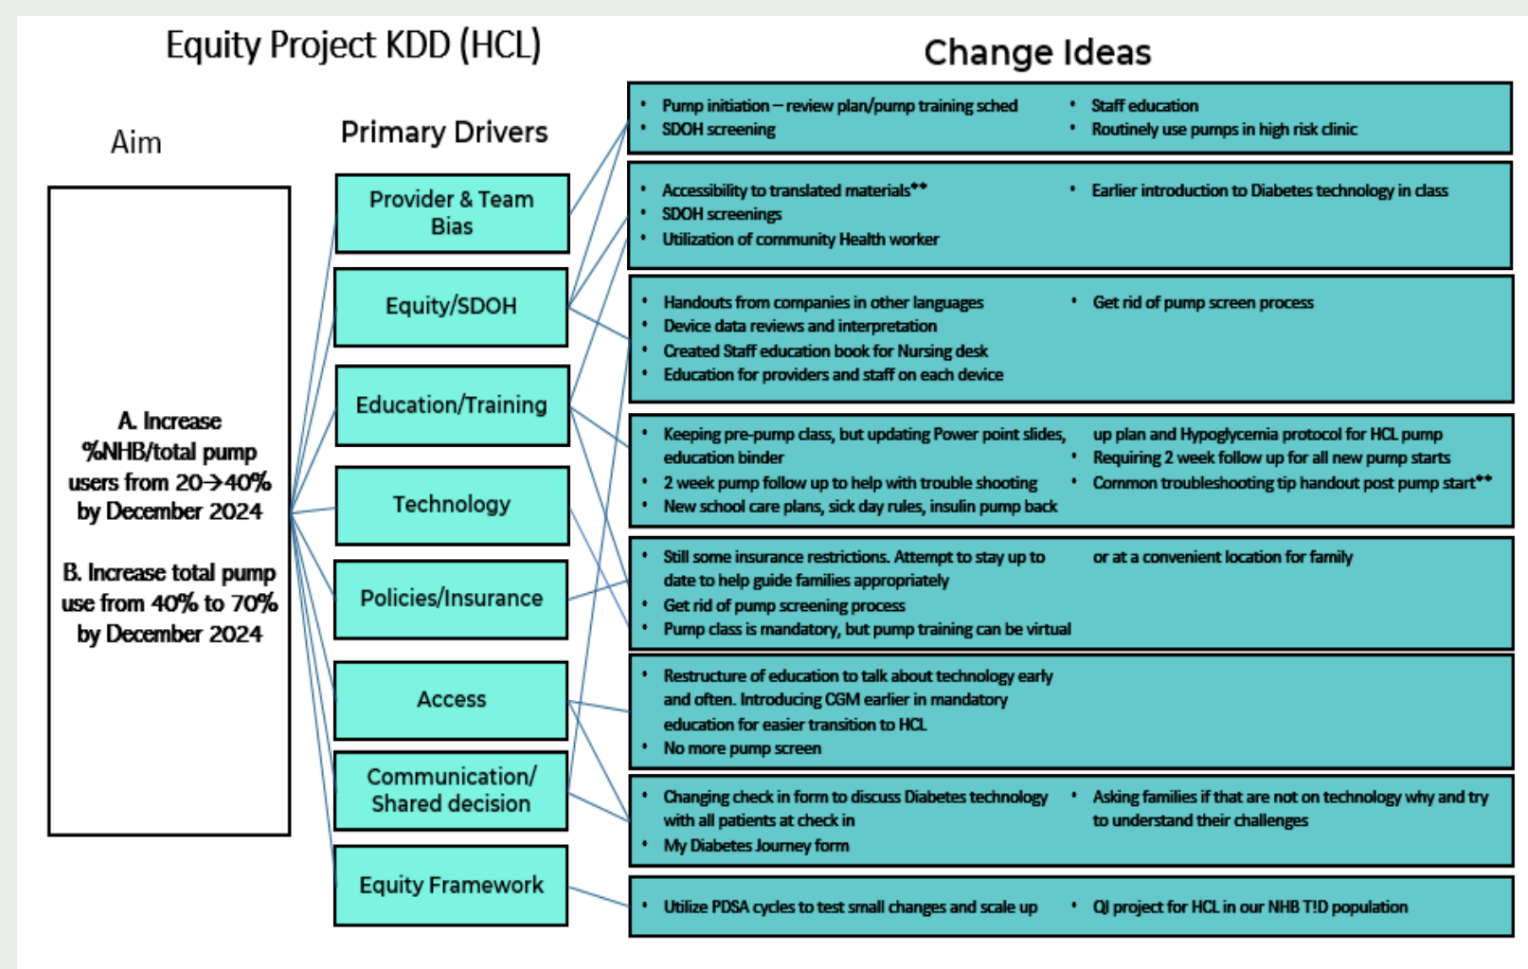 Equity Project KDD (HCL)
Change Ideas
Aim
Primary Drivers
A. Increase
%NHB/total pump
users from 20→40%
by December 2024
B. Increase total pump
use from 40% to 70%
by December 2024
Provider & Team
Bias
Equity/SDOH
Education/Training
Technology
Policies/Insurance
Access
Communication/
Shared decision
Equity Framework
• Pump initiation – review plan/pump training sched
• SDOH screening
• Staff education
• Routinely use pumps in high risk clinic
• Accessibility to translated materials**
• SDOH screenings
• Utilization of community Health worker
• Earlier introduction to Diabetes technology in class
• Handouts from companies in other languages
• Device data reviews and interpretation
• Created Staff education book for Nursing desk
• Education for providers and staff on each device
• Get rid of pump screen process
• Keeping pre-pump class, but updating Power point slides,
education binder
• 2 week pump follow up to help with trouble shooting
• New school care plans, sick day rules, insulin pump back
up plan and Hypoglycemia protocol for HCL pump
• Requiring 2 week follow up for all new pump starts
• Common troubleshooting tip handout post pump start**
• Still some insurance restrictions. Attempt to stay up to
date to help guide families appropriately
• Get rid of pump screening process
• Pump class is mandatory, but pump training can be virtual
or at a convenient location for family
• Restructure of education to talk about technology early
and often. Introducing CGM earlier in mandatory
education for easier transition to HCL
• No more pump screen
• Changing check in form to discuss Diabetes technology
with all patients at check in
• My Diabetes Journey form
• Asking families if that are not on technology why and try
to understand their challenges
• Utilize PDSA cycles to test small changes and scale up
• QI project for HCL in our NHB T!D population